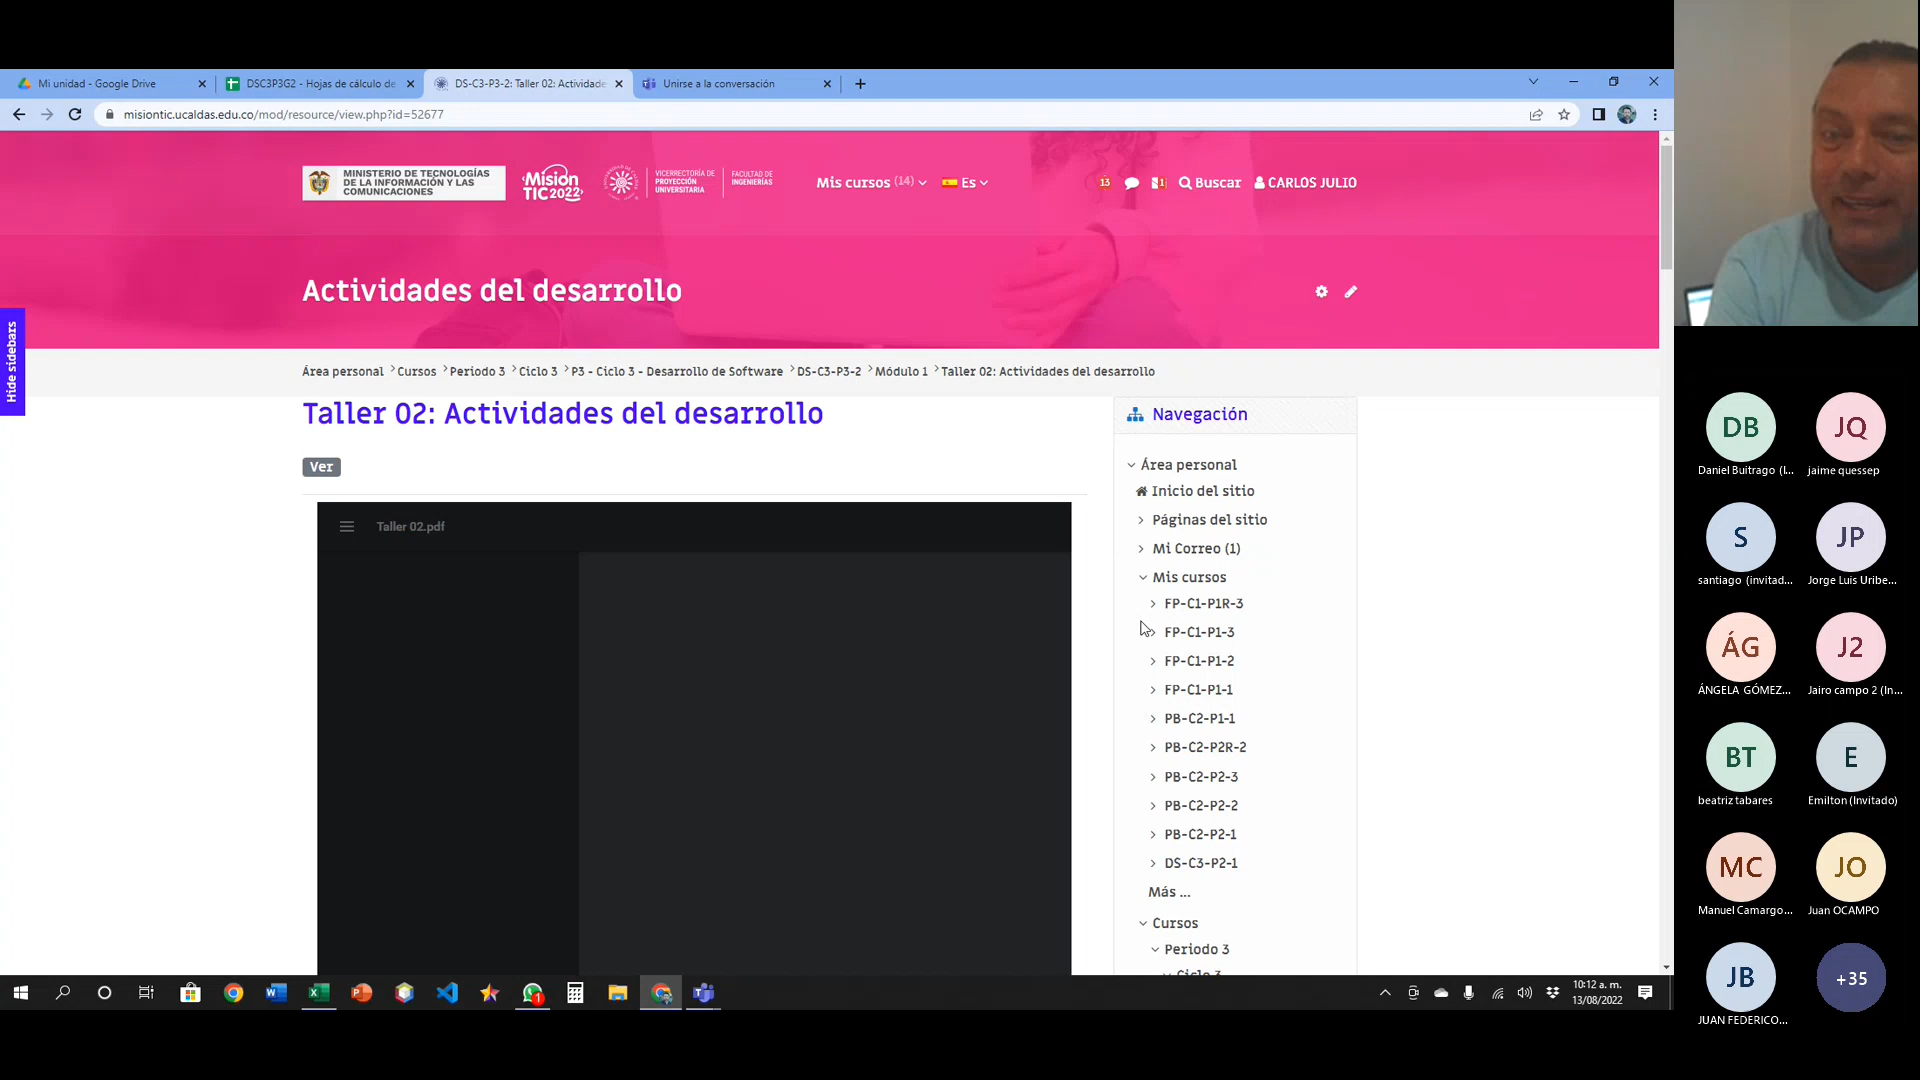 Mi unidad - Google Drive
DSC3P3G2 - Hojas de cálculo de
DS-C3-P3-2: Taller 02: Actividade
Unirse a la conversación
misiontic.ucaldas.edu.co/mod/resource/view.php?id=52677
MINISTERIO DE TECNOLOGÍAS
DE LA INFORMACIÓN Y LAS
COMUNICACIONES
Misión
TIC2022
VICERRECTORÍA DE
PROYECCIÓN
UNIVERSITARIA
FACULTAD DE
INGENIERÍAS
Mis cursos (14)
Es
13
1
Buscar
CARLOS JULIO
Actividades del desarrollo
Hide sidebars
Área personal
Cursos
Periodo 3
Ciclo 3
P3 - Ciclo 3 - Desarrollo de Software
DS-C3-P3-2
Módulo 1
Taller 02: Actividades del desarrollo
Taller 02: Actividades del desarrollo
Ver
Taller 02.pdf
Navegación
Área personal
Inicio del sitio
Páginas del sitio
Mi Correo (1)
Mis cursos
FP-C1-P1R-3
FP-C1-P1-3
FP-C1-P1-2
FP-C1-P1-1
PB-C2-P1-1
PB-C2-P2R-2
PB-C2-P2-3
PB-C2-P2-2
PB-C2-P2-1
DS-C3-P2-1
Más ...
Cursos
Periodo 3
Ciclo 3
10:12 a. m.
13/08/2022
DB
Daniel Buitrago (I...
JQ
jaime quessep
S
santiago (invitad...
JP
Jorge Luis Uribe...
ÁG
ÁNGELA GÓMEZ...
J2
Jairo campo 2 (In...
BT
beatriz tabares
E
Emilton (Invitado)
MC
Manuel Camargo...
JO
Juan OCAMPO
JB
JUAN FEDERICO...
+35